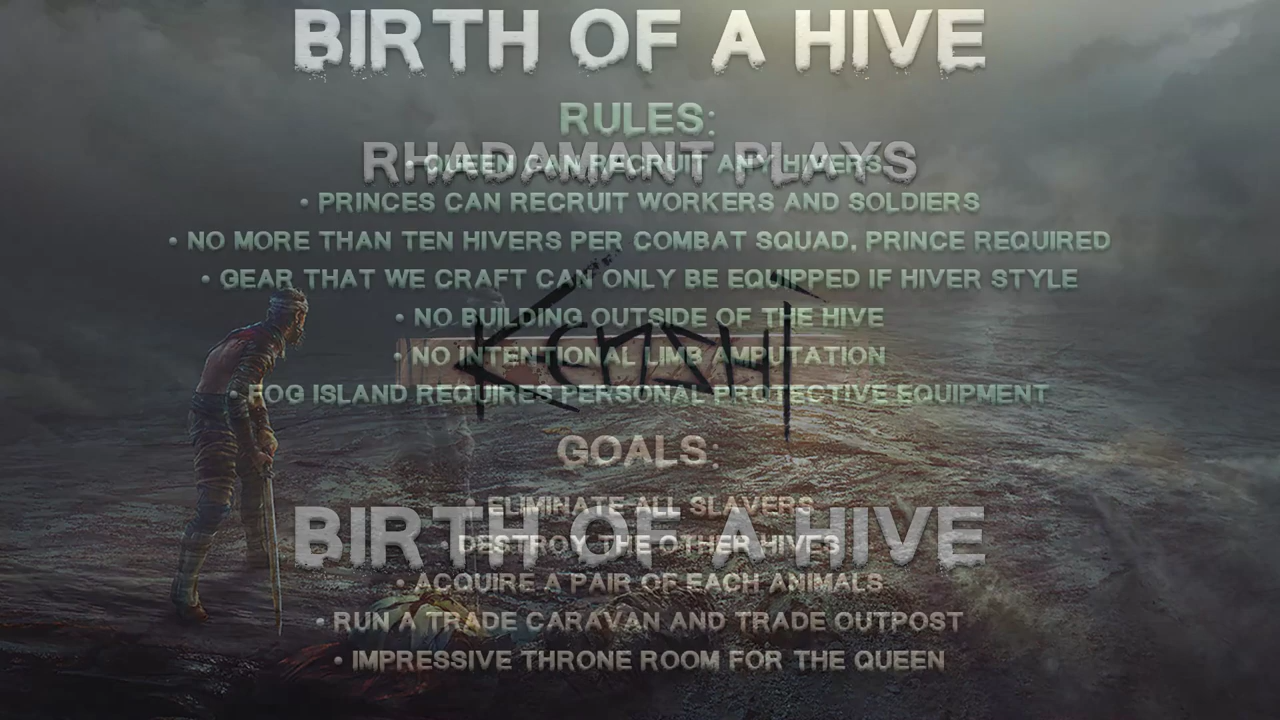 BIRTH OF A HIVE
RULES:
RHADAMANT PLAYS
• QUEEN CAN RECRUIT ANY HIVERS
• PRINCES CAN RECRUIT WORKERS AND SOLDIERS
• NO MORE THAN TEN HIVERS PER COMBAT SQUAD, PRINCE REQUIRED
• GEAR THAT WE CRAFT CAN ONLY BE EQUIPPED IF HIVER STYLE
• NO BUILDING OUTSIDE OF THE HIVE
KENSHI
• NO INTENTIONAL LIMB AMPUTATION
• FOG ISLAND REQUIRES PERSONAL PROTECTIVE EQUIPMENT
GOALS:
• ELIMINATE ALL SLAVERS
BIRTH OF A HIVE
• DESTROY THE OTHER HIVES
• ACQUIRE A PAIR OF EACH ANIMALS
• RUN A TRADE CARAVAN AND TRADE OUTPOST
• IMPRESSIVE THRONE ROOM FOR THE QUEEN